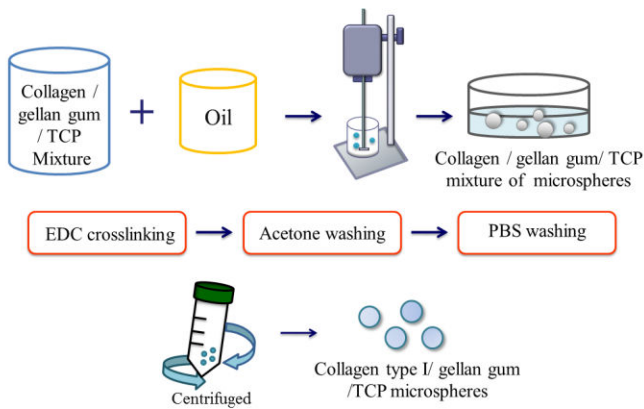 Collagen /
gellan gum
/ TCP
Mixture
+
Oil
Collagen / gellan gum/ TCP
mixture of microspheres
EDC crosslinking
Acetone washing
PBS washing
Centrifuged
Collagen type I/ gellan gum
/TCP microspheres